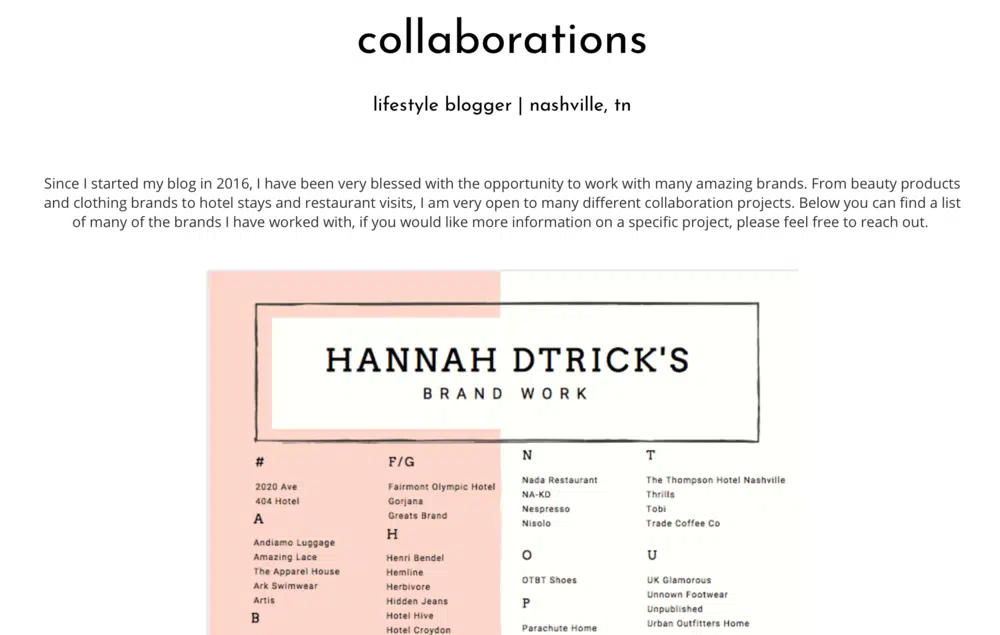 collaborations
lifestyle blogger | nashville, tn
Since I started my blog in 2016, I have been very blessed with the opportunity to work with many amazing brands. From beauty products
and clothing brands to hotel stays and restaurant visits, I am very open to many different collaboration projects. Below you can find a list
of many of the brands I have worked with, if you would like more information on a specific project, please feel free to reach out.
HANNAH DTRICK'S
BRAND WORK
#
2020 Ave
404 Hotel
A
Andiamo Luggage
Amazing Lace
The Apparel House
Ark Swimwear
Artis
B
F/G
Fairmont Olympic Hotel
Gorjana
Greats Brand
H
Henri Bendel
Hemline
Herbivore
Hidden Jeans
Hotel Hive
Hotel Croydon
N
Nada Restaurant
NA-KD
Nespresso
Nisolo
O
OTBT Shoes
P
Parachute Home
T
The Thompson Hotel Nashville
Thrills
Tobi
Trade Coffee Co
U
UK Glamorous
Unnown Footwear
Unpublished
Urban Outfitters Home